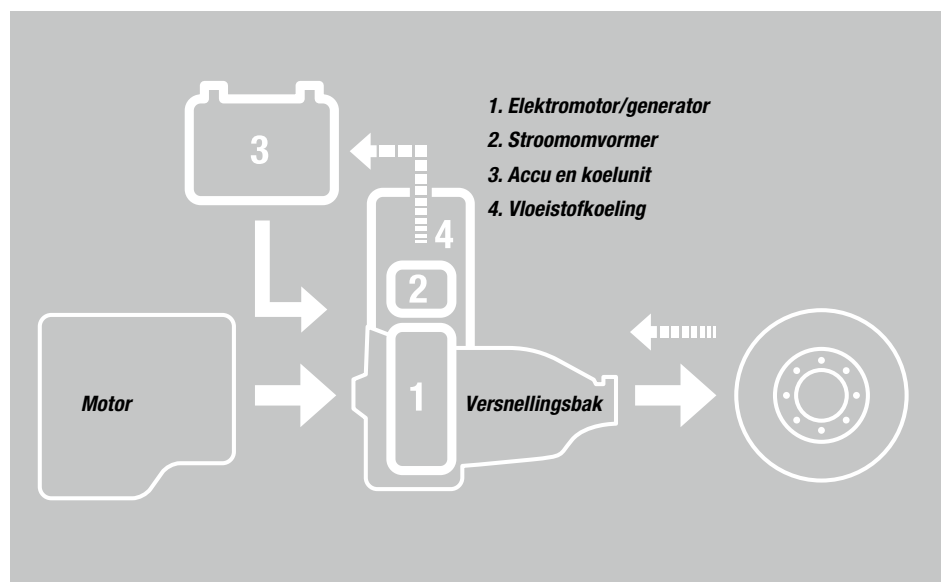 1. Elektromotor/generator
2. Stroomomvormer
3. Accu en koelunit
4. Vloeistofkoeling
3
4
2
1
Motor
Versnellingsbak